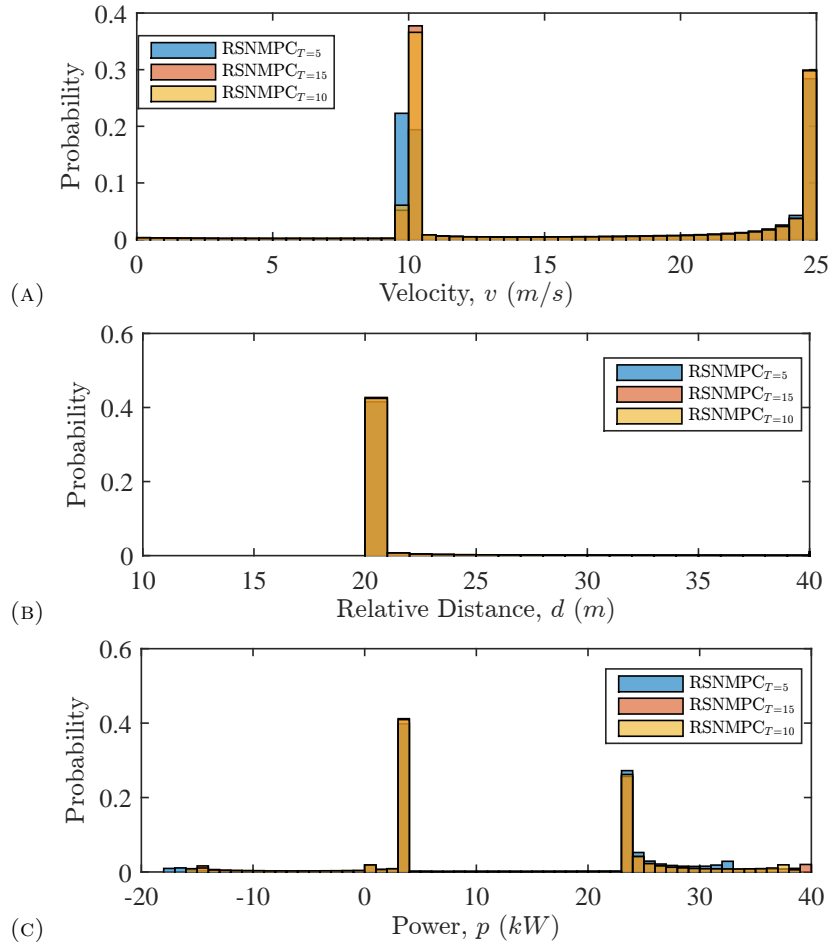 0.4
0.3
0.2
0.1
0
Probability
RSNMPC_{T=5}
RSNMPC_{T=15}
RSNMPC_{T=10}
0 5 10 15 20 25
Velocity, v (m/s)
(A)
0.6
0.4
0.2
0
Probability
RSNMPC_{T=5}
RSNMPC_{T=15}
RSNMPC_{T=10}
10 15 20 25 30 35 40
Relative Distance, d (m)
(B)
0.6
0.4
0.2
0
Probability
RSNMPC_{T=5}
RSNMPC_{T=15}
RSNMPC_{T=10}
-20 -10 0 10 20 30 40
Power, p (kW)
(C)